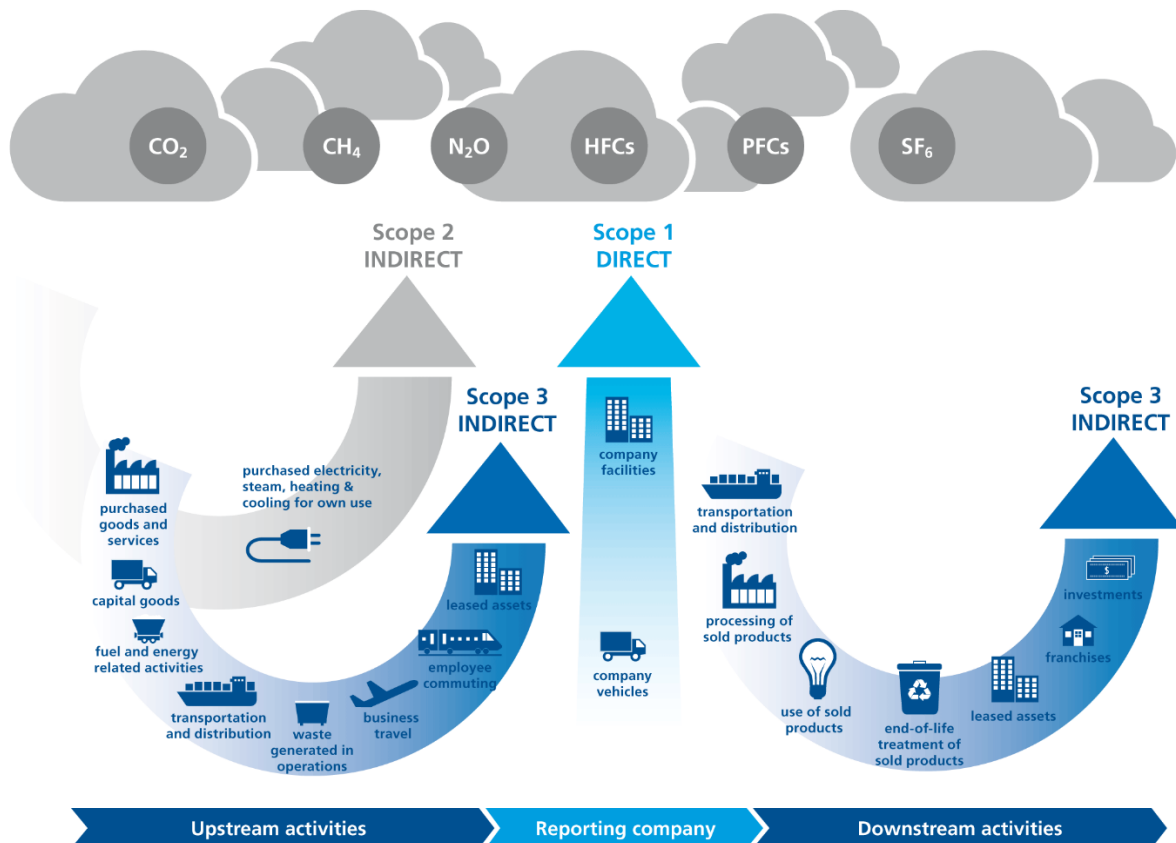 CO₂
CH₄
N₂O
HFCs
PFCs
SF₆
Scope 2
INDIRECT
Scope 1
DIRECT
Scope 3
INDIRECT
Scope 3
INDIRECT
purchased electricity,
steam, heating &
cooling for own use
purchased
goods and
services
capital goods
fuel and energy
related activities
transportation
and distribution
waste
generated in
operations
business
travel
employee
commuting
leased assets
company
facilities
company
vehicles
transportation
and distribution
processing of
sold products
use of sold
products
end-of-life
treatment of
sold products
leased assets
franchises
$
investments
Upstream activities
Reporting company
Downstream activities